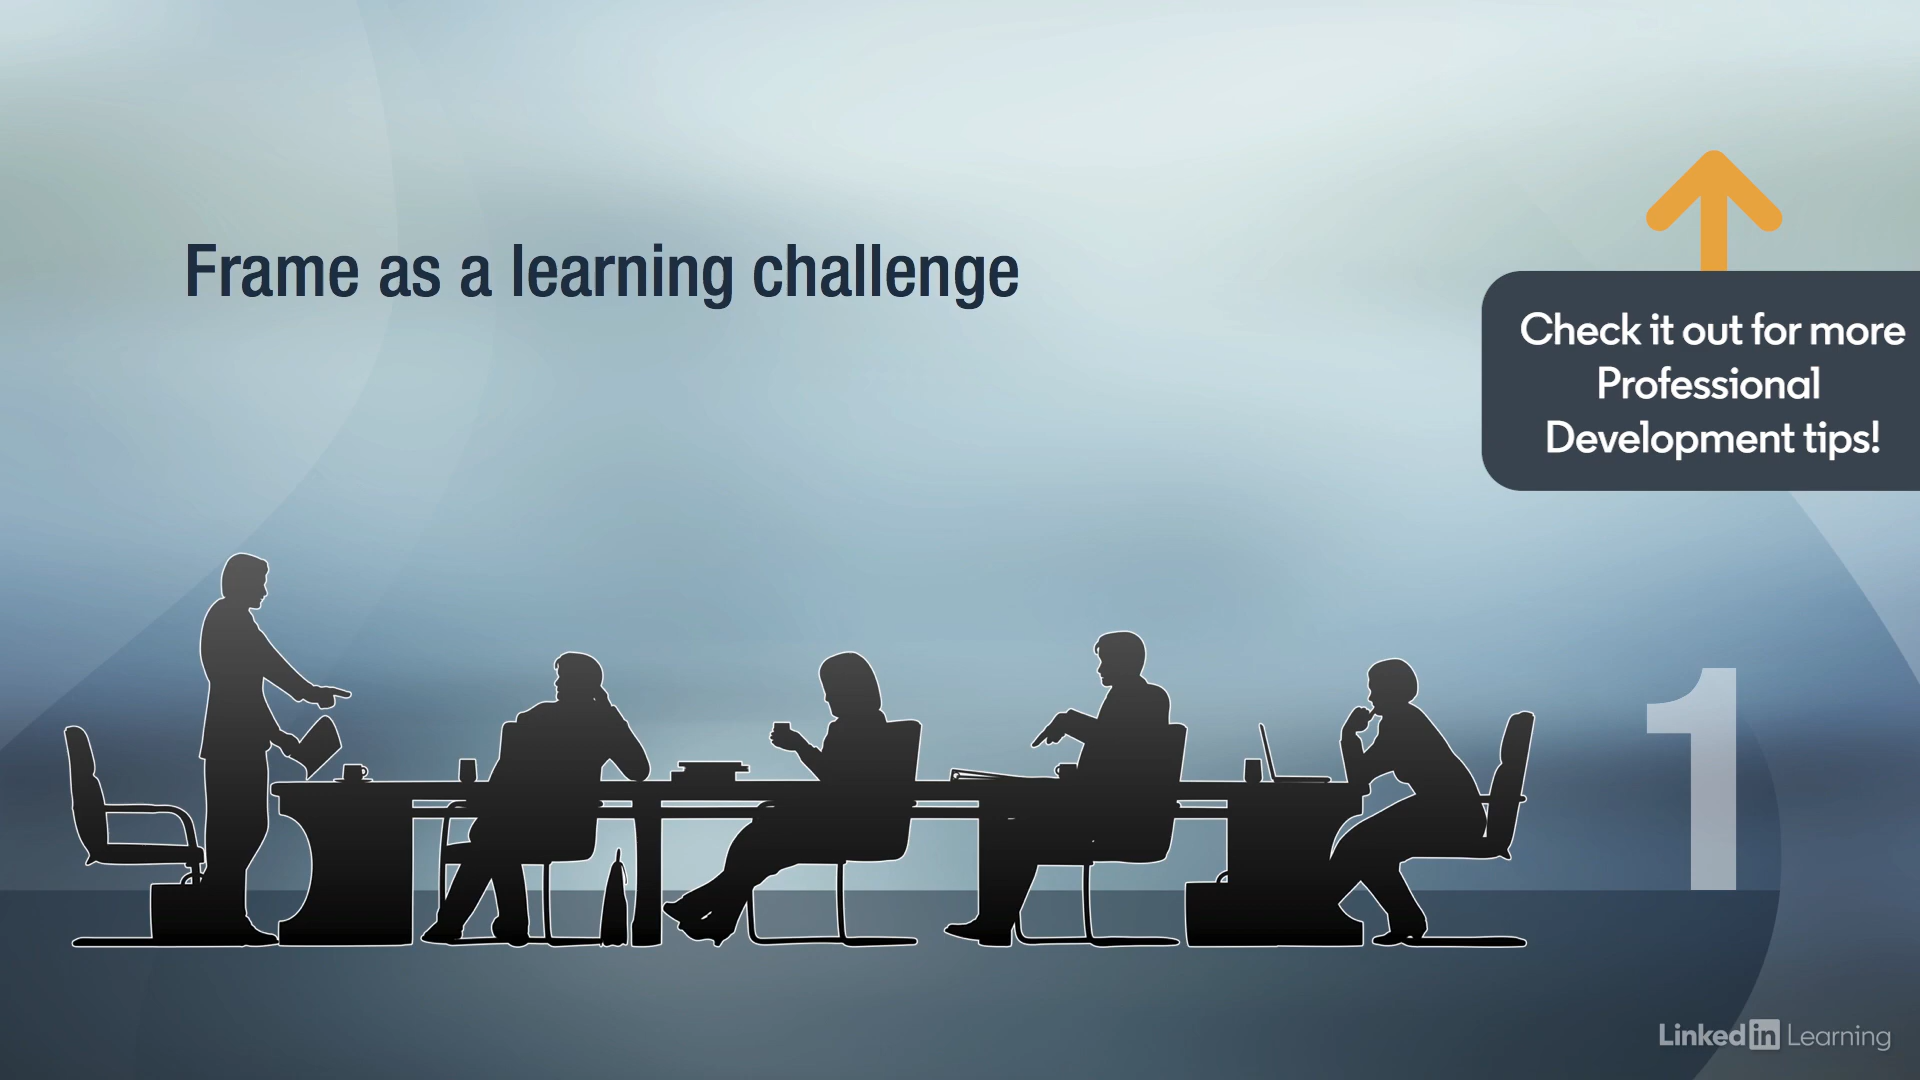 Frame as a learning challenge
Check it out for more
Professional
Development tips!
1
Linked in Learning